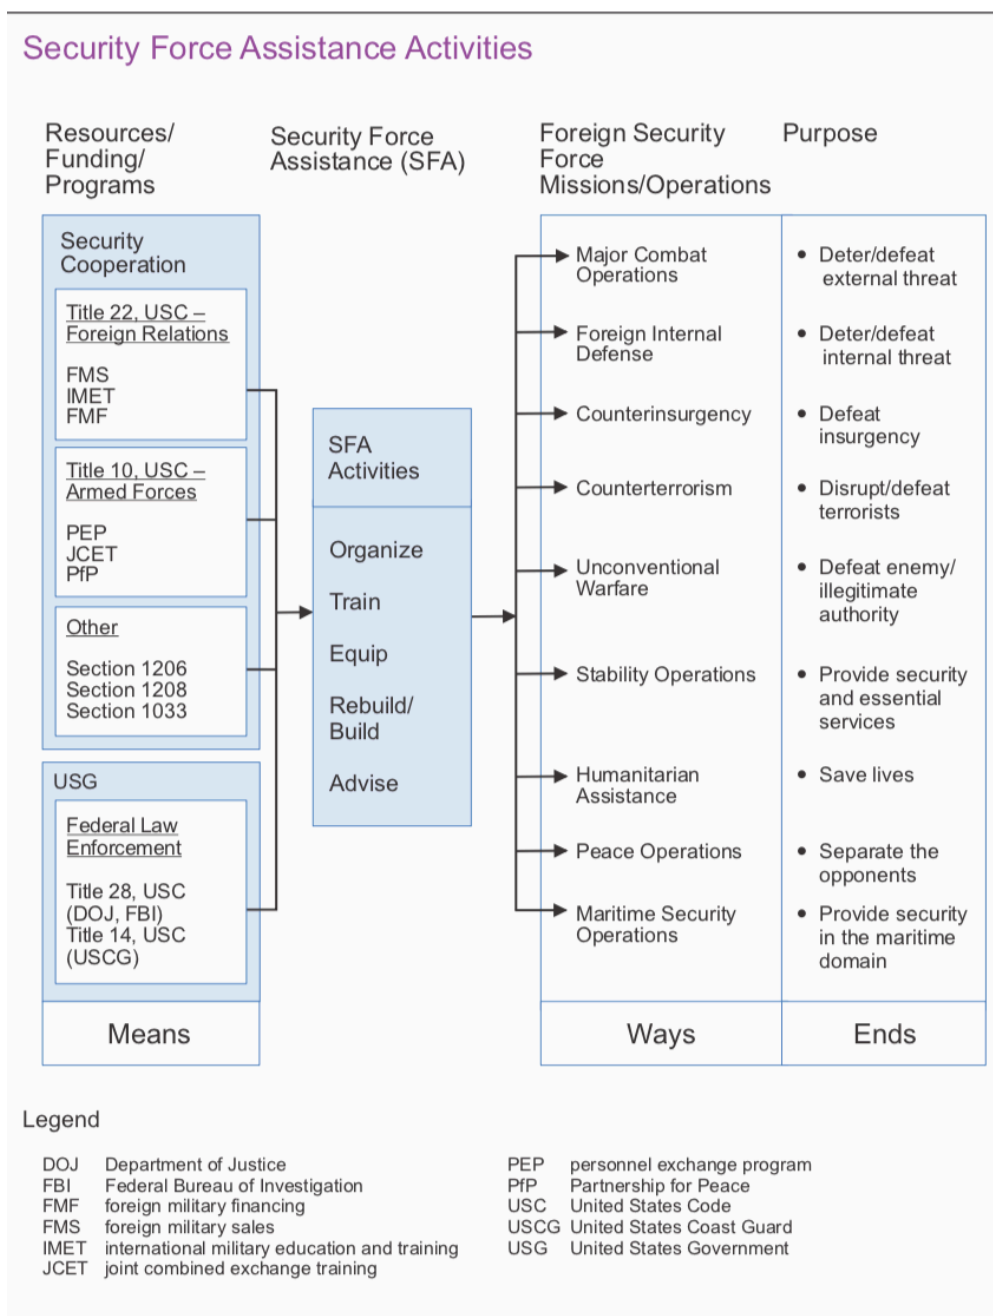 Security Force Assistance Activities
Resources/
Funding/
Programs
Security Force
Assistance (SFA)
Foreign Security
Force
Missions/Operations
Purpose
Security
Cooperation
Title 22, USC –
Foreign Relations
FMS
IMET
FMF
Title 10, USC –
Armed Forces
PEP
JCET
PfP
Other
Section 1206
Section 1208
Section 1033
USG
Federal Law
Enforcement
Title 28, USC
(DOJ, FBI)
Title 14, USC
(USCG)
Means
SFA
Activities
Organize
Train
Equip
Rebuild/
Build
Advise
Major Combat
Operations
• Deter/defeat
external threat
Foreign Internal
Defense
• Deter/defeat
internal threat
Counterinsurgency
• Defeat
insurgency
Counterterrorism
• Disrupt/defeat
terrorists
Unconventional
Warfare
• Defeat enemy/
illegitimate
authority
Stability Operations
• Provide security
and essential
services
Humanitarian
Assistance
• Save lives
Peace Operations
• Separate the
opponents
Maritime Security
Operations
• Provide security
in the maritime
domain
Ways
Ends
Legend
DOJ Department of Justice
FBI Federal Bureau of Investigation
FMF foreign military financing
FMS foreign military sales
IMET international military education and training
JCET joint combined exchange training
PEP personnel exchange program
PfP Partnership for Peace
USC United States Code
USCG United States Coast Guard
USG United States Government